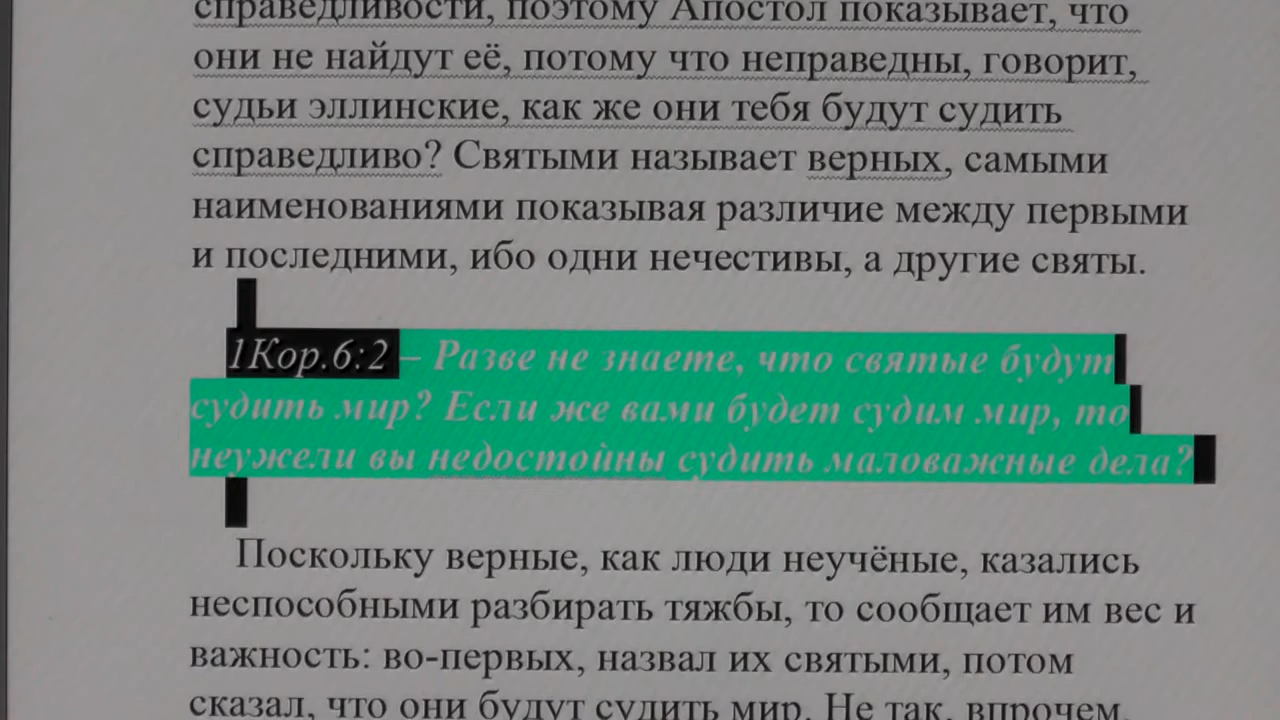 справедливости, поэтому Апостол показывает, что
они не найдут её, потому что неправедны, говорит,
судьи эллинские, как же они тебя будут судить
справедливо? Святыми называет верных, самыми
наименованиями показывая различие между первыми
и последними, ибо одни нечестивы, а другие святы.
1Кор.6:2 – Разве не знаете, что святые будут
судить мир? Если же вами будет судим мир, то
неужели вы недостойны судить маловажные дела?
Поскольку верные, как люди неучёные, казались
неспособными разбирать тяжбы, то сообщает им вес и
важность: во-первых, назвал их святыми, потом
сказал, что они будут судить мир. Не так, впрочем,